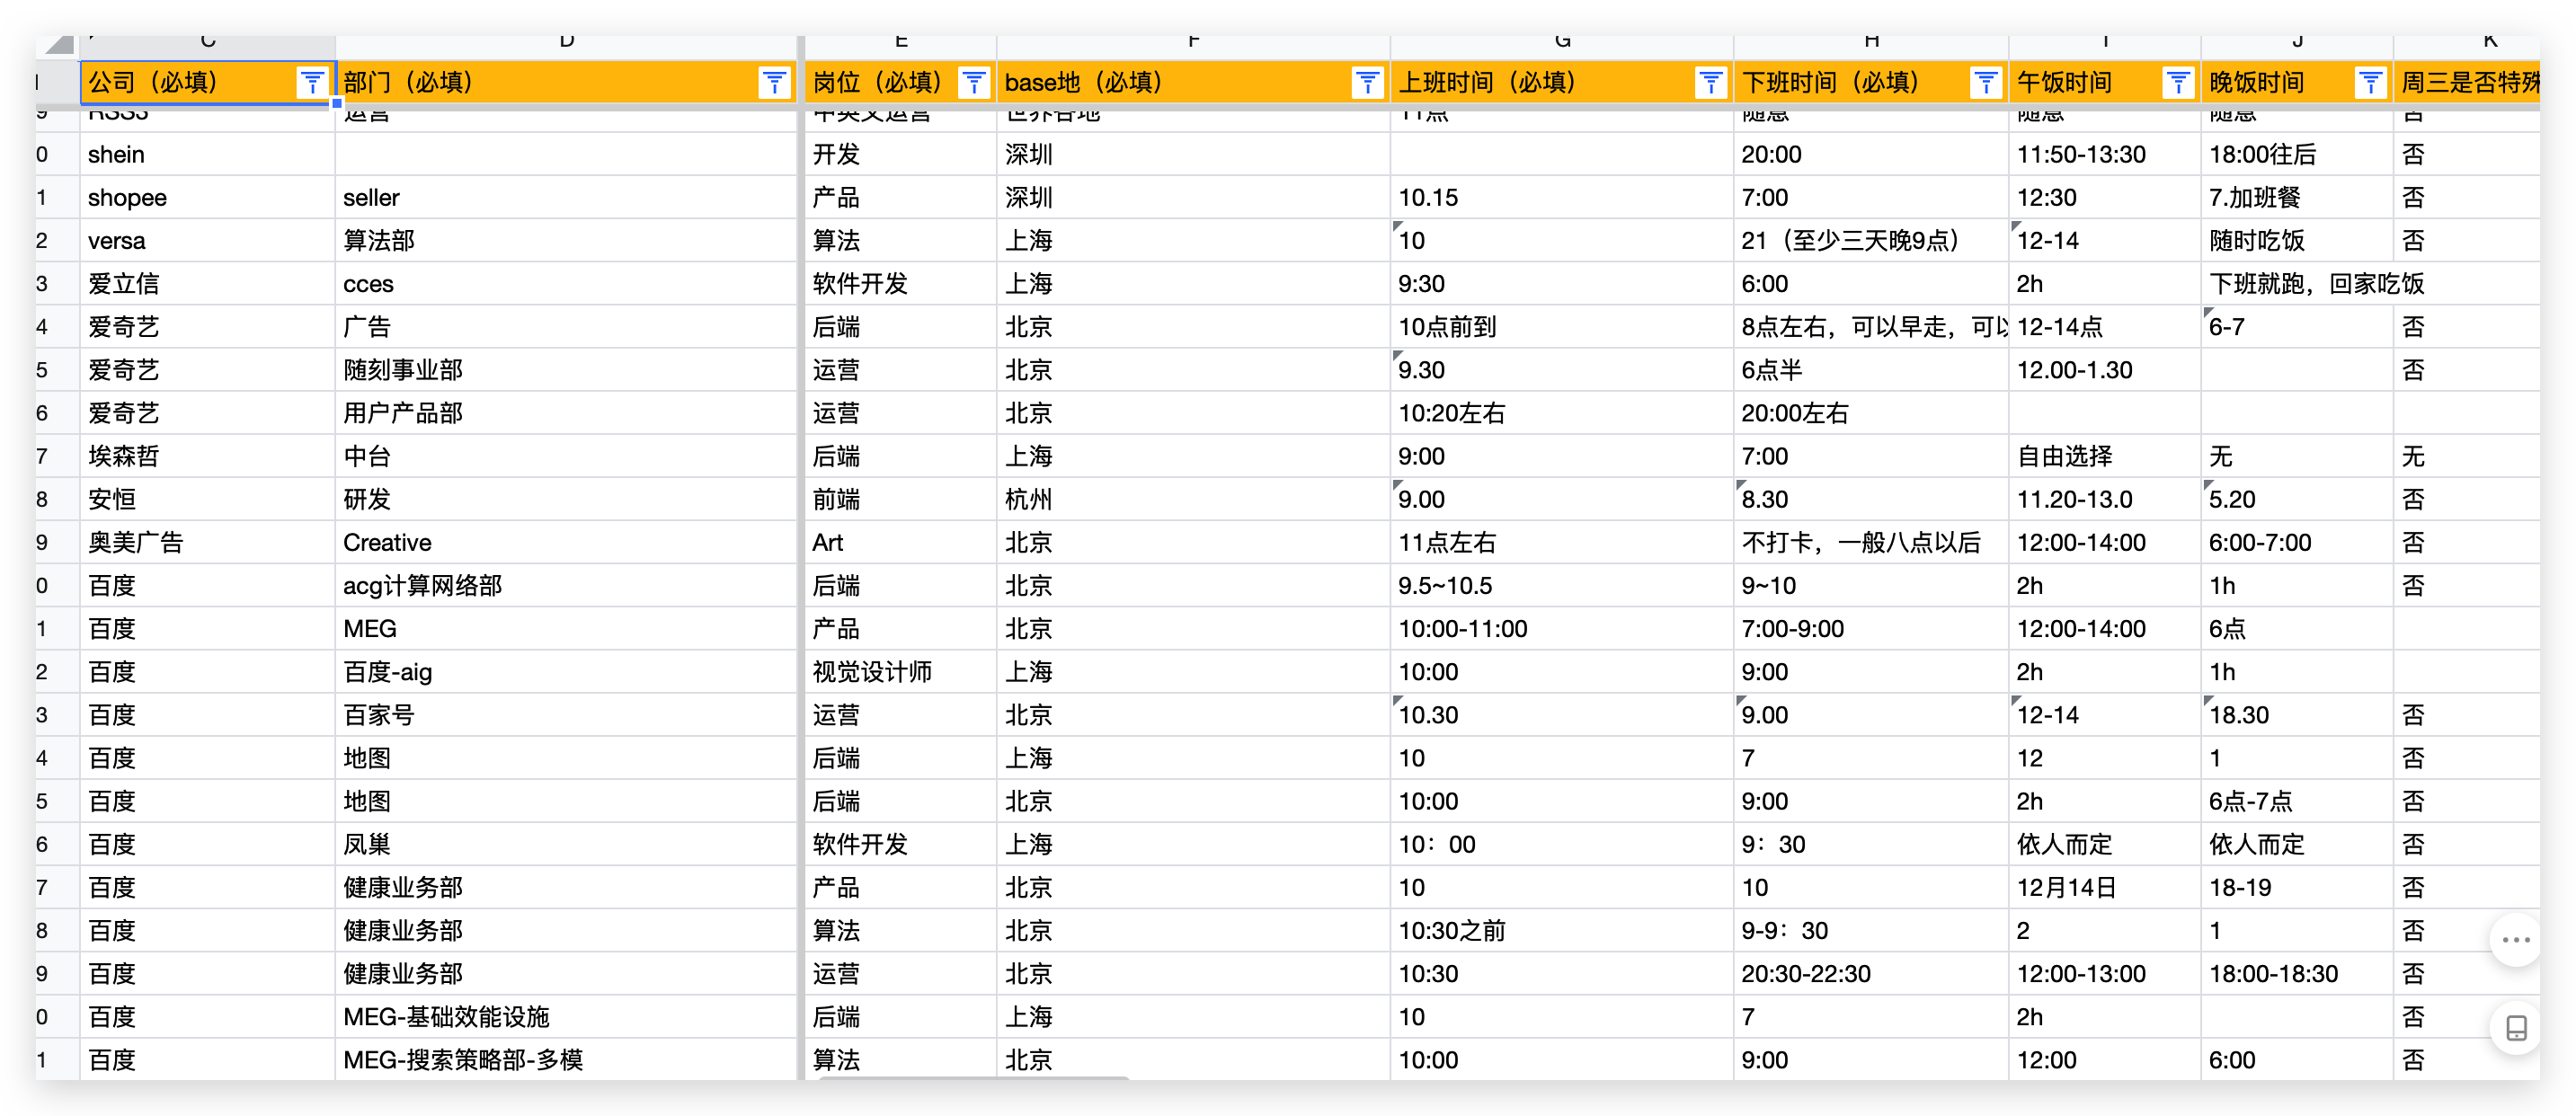 C D E F G H I J K
1 公司（必填） 部门（必填） 岗位（必填） base地（必填） 上班时间（必填） 下班时间（必填） 午饭时间 晚饭时间 周三是否特殊
9 RSS3 运营 中英文运营 世界各地 11点 随意 随意 随意 否
0 shein 开发 深圳 20:00 11:50-13:30 18:00往后 否
1 shopee seller 产品 深圳 10.15 7:00 12:30 7.加班餐 否
2 versa 算法部 算法 上海 10 21（至少三天晚9点） 12-14 随时吃饭 否
3 爱立信 cces 软件开发 上海 9:30 6:00 2h 下班就跑，回家吃饭
4 爱奇艺 广告 后端 北京 10点前到 8点左右，可以早走，可以 12-14点 6-7 否
5 爱奇艺 随刻事业部 运营 北京 9.30 6点半 12.00-1.30 否
6 爱奇艺 用户产品部 运营 北京 10:20左右 20:00左右
7 埃森哲 中台 后端 上海 9:00 7:00 自由选择 无 无
8 安恒 研发 前端 杭州 9.00 8.30 11.20-13.0 5.20 否
9 奥美广告 Creative Art 北京 11点左右 不打卡，一般八点以后 12:00-14:00 6:00-7:00 否
0 百度 acg计算网络部 后端 北京 9.5~10.5 9~10 2h 1h 否
1 百度 MEG 产品 北京 10:00-11:00 7:00-9:00 12:00-14:00 6点
2 百度 百度-aig 视觉设计师 上海 10:00 9:00 2h 1h
3 百度 百家号 运营 北京 10.30 9.00 12-14 18.30 否
4 百度 地图 后端 上海 10 7 12 1 否
5 百度 地图 后端 北京 10:00 9:00 2h 6点-7点 否
6 百度 凤巢 软件开发 上海 10：00 9：30 依人而定 依人而定 否
7 百度 健康业务部 产品 北京 10 10 12月14日 18-19 否
8 百度 健康业务部 算法 北京 10:30之前 9-9：30 2 1 否
9 百度 健康业务部 运营 北京 10:30 20:30-22:30 12:00-13:00 18:00-18:30 否
0 百度 MEG-基础效能设施 后端 上海 10 7 2h 否
1 百度 MEG-搜索策略部-多模 算法 北京 10:00 9:00 12:00 6:00 否